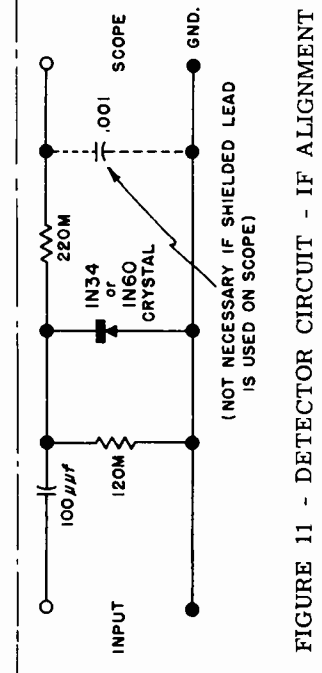 INPUT
100μμf
120M
1N34
or
1N60
CRYSTAL
220M
.001
SCOPE
GND.
(NOT NECESSARY IF SHIELDED LEAD
IS USED ON SCOPE)
FIGURE 11 - DETECTOR CIRCUIT - IF ALIGNMENT